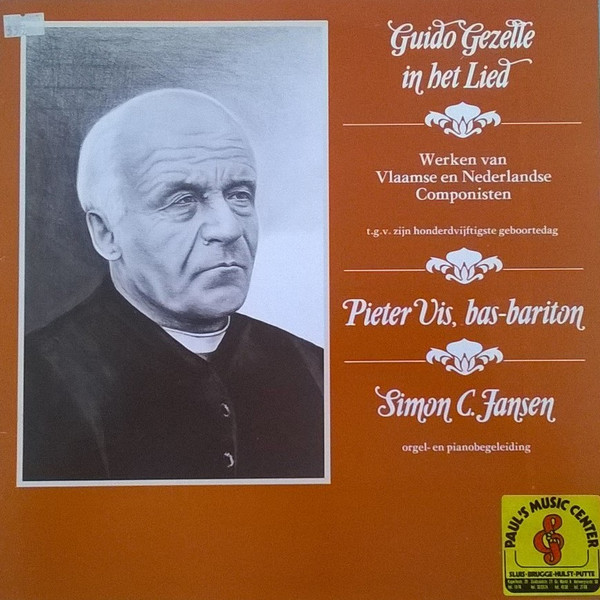 Guido Gezelle
in het Lied
Werken van
Vlaamse en Nederlandse
Componisten
t.g.v. zijn honderdvijftigste geboortedag
Pieter Vis, bas-bariton
Simon C. Jansen
orgel- en pianobegeleiding
PAUL'S MUSIC CENTER
SLUIS-BRUGGE-HULST-PUTTE